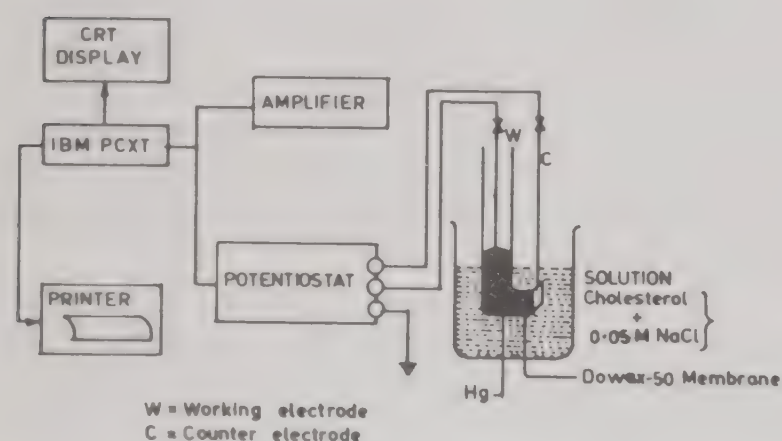 CRT
DISPLAY
AMPLIFIER
IBM PCXT
W
C
POTENTIOSTAT
PRINTER
SOLUTION
Cholesterol
+
0.05M NaCl
Dowex-50 Membrane
Hg
W = Working electrode
C = Counter electrode